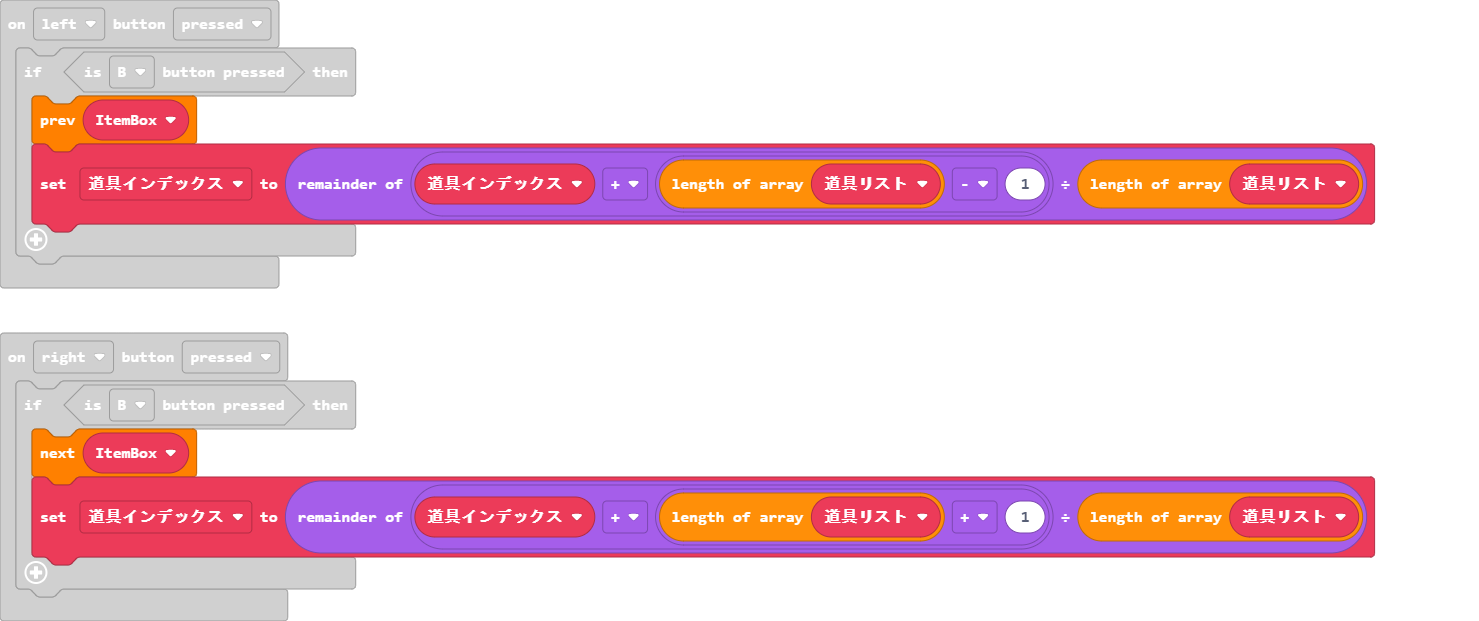 on left button pressed
if is B button pressed then
prev ItemBox
set 道具インデックス to remainder of 道具インデックス + length of array 道具リスト - 1 ÷ length of array 道具リスト
on right button pressed
if is B button pressed then
next ItemBox
set 道具インデックス to remainder of 道具インデックス + length of array 道具リスト + 1 ÷ length of array 道具リスト